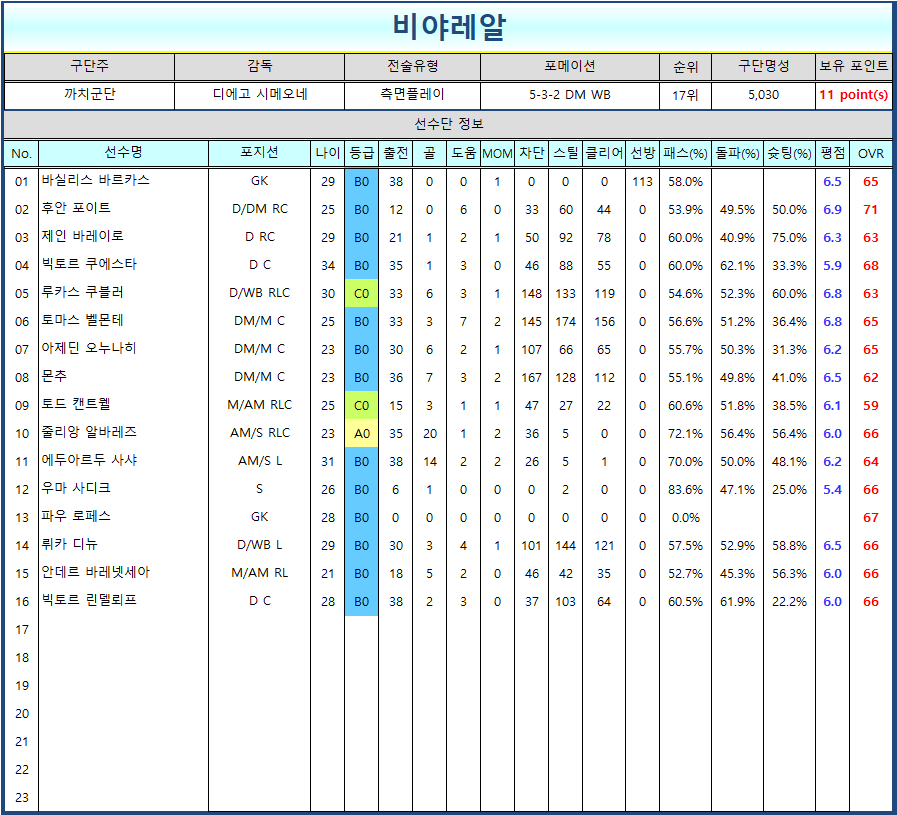 비야레알
구단주 감독 전술유형 포메이션 순위 구단명성 보유 포인트
까치군단 디에고 시메오네 측면플레이 5-3-2 DM WB 17위 5,030 11 point(s)
선수단 정보
No. 선수명 포지션 나이 등급 출전 골 도움 MOM 차단 스틸 클리어 선방 패스(%) 돌파(%) 슛팅(%) 평점 OVR
01 바실리스 바르카스 GK 29 B0 38 0 0 1 0 0 0 113 58.0% 6.5 65
02 후안 포이트 D/DM RC 25 B0 12 0 6 0 33 60 44 0 53.9% 49.5% 50.0% 6.9 71
03 제인 바레이로 D RC 29 B0 21 1 2 1 50 92 78 0 60.0% 40.9% 75.0% 6.3 63
04 빅토르 쿠에스타 D C 34 B0 35 1 3 0 46 88 55 0 60.0% 62.1% 33.3% 5.9 68
05 루카스 쿠블러 D/WB RLC 30 C0 33 6 3 1 148 133 119 0 54.6% 52.3% 60.0% 6.8 63
06 토마스 벨몬테 DM/M C 25 B0 33 3 7 2 145 174 156 0 56.6% 51.2% 36.4% 6.8 65
07 아제딘 오누나히 DM/M C 23 B0 30 6 2 1 107 66 65 0 55.7% 50.3% 31.3% 6.2 65
08 몬추 DM/M C 23 B0 36 7 3 2 167 128 112 0 55.1% 49.8% 41.0% 6.5 62
09 토드 캔트웰 M/AM RLC 25 C0 15 3 1 1 47 27 22 0 60.6% 51.8% 38.5% 6.1 59
10 줄리앙 알바레즈 AM/S RLC 23 A0 35 20 1 2 36 5 0 0 72.1% 56.4% 56.4% 6.0 66
11 에두아르두 사샤 AM/S L 31 B0 38 14 2 2 26 5 1 0 70.0% 50.0% 48.1% 6.2 64
12 우마 사디크 S 26 B0 6 1 0 0 0 2 0 0 83.6% 47.1% 25.0% 5.4 66
13 파우 로페스 GK 28 B0 0 0 0 0 0 0 0 0 0.0% 67
14 뤼카 디뉴 D/WB L 29 B0 30 3 4 1 101 144 121 0 57.5% 52.9% 58.8% 6.5 66
15 안데르 바레넷세아 M/AM RL 21 B0 18 5 2 0 46 42 35 0 52.7% 45.3% 56.3% 6.0 66
16 빅토르 린델뢰프 D C 28 B0 38 2 3 0 37 103 64 0 60.5% 61.9% 22.2% 6.0 66
17
18
19
20
21
22
23